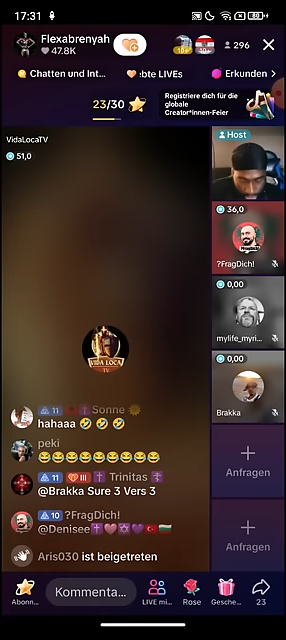 17:31
80
Flexabrenyah
47.8K
296
Chatten und Int...
:bte LIVEs
Erkunden
23/30
Registriere dich für die
globale
Creator*innen-Feier
VidaLocaTV
51,0
Host
36,0
?FragDich!
0,00
mylife_myri...
0,00
Brakka
VIDA LOCA
TV
11 Sonne
hahaaa 🤣 🤣 🤣
peki
😂😂😂😂😂😂😂😂😂
11 III Trinitas
@Brakka Sure 3 Vers 3
10 ?FragDich!
@Denisee✝️❤️✡️💜🇹🇷🇧🇬
Aris030 ist beigetreten
Anfragen
Anfragen
Abonn...
Kommenta...
LIVE mi...
Rose
Gesche...
23